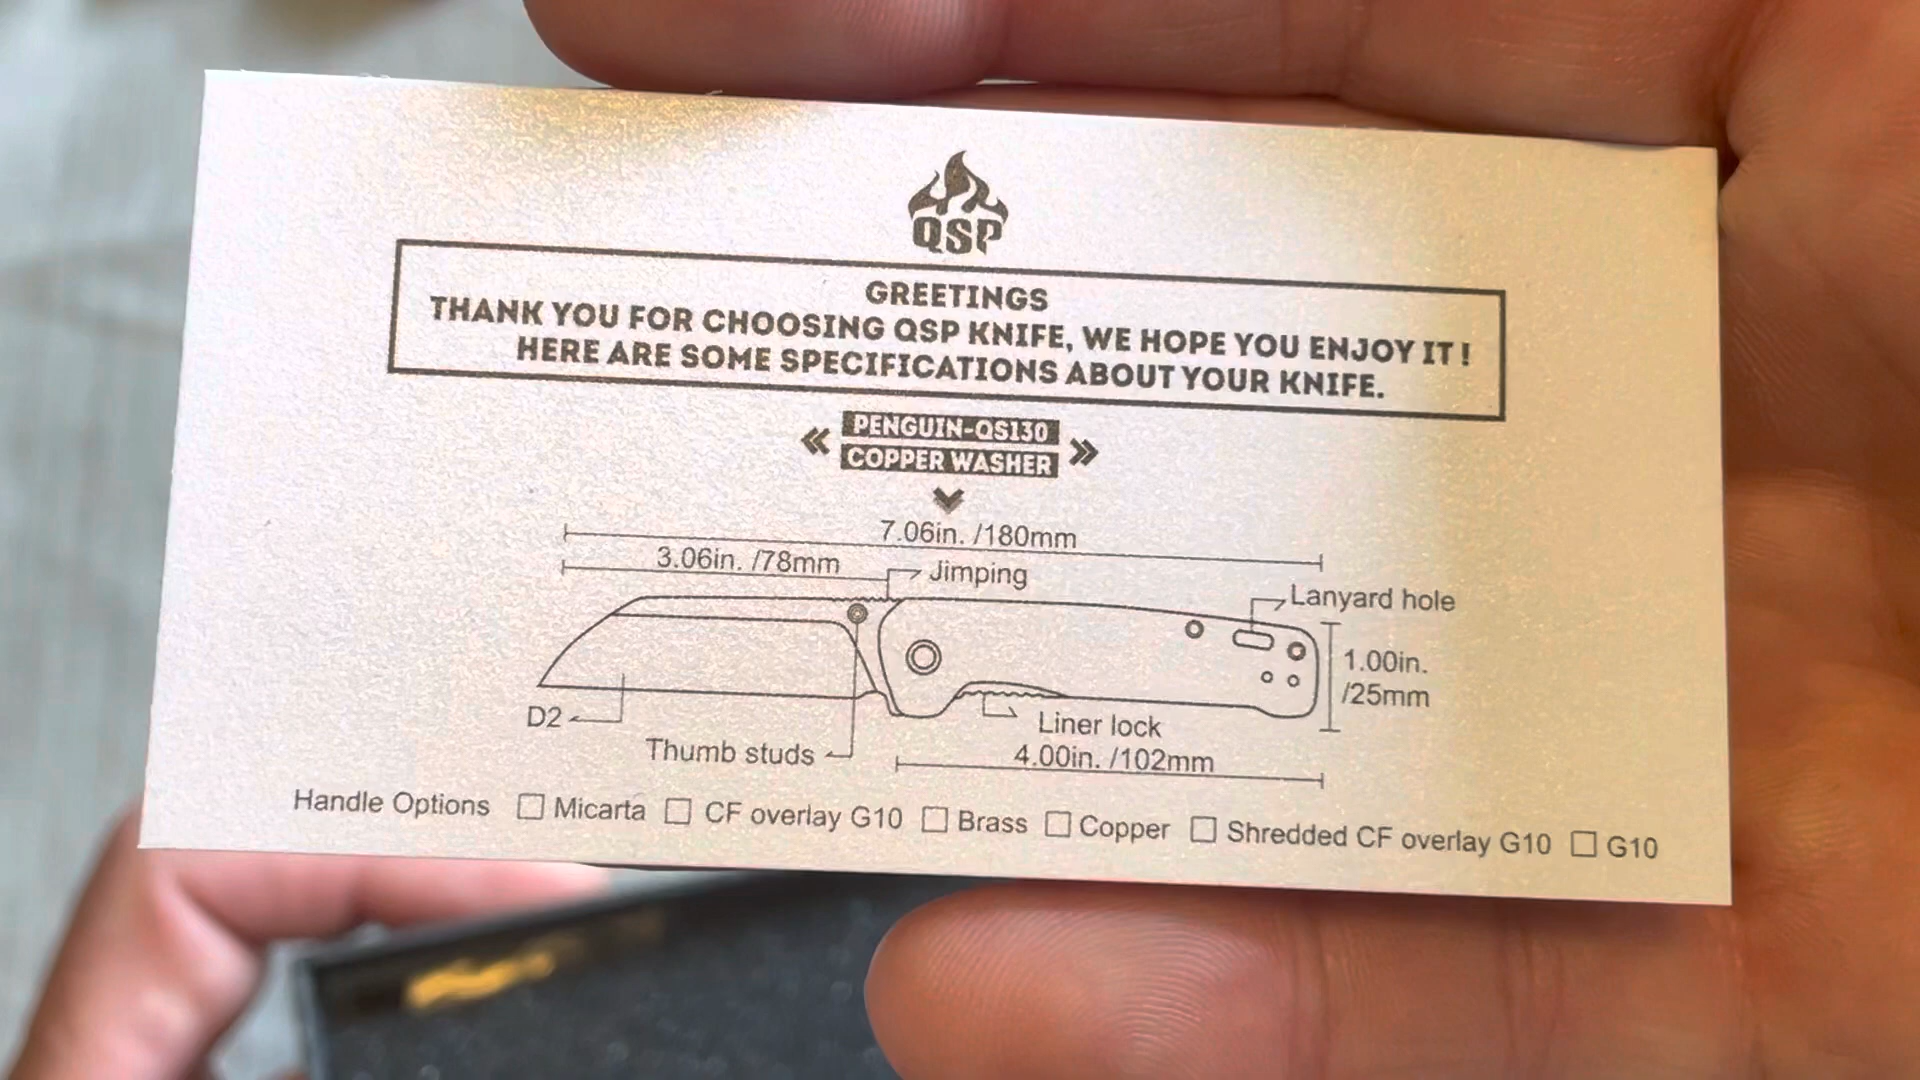 QSP
GREETINGS
THANK YOU FOR CHOOSING QSP KNIFE, WE HOPE YOU ENJOY IT!
HERE ARE SOME SPECIFICATIONS ABOUT YOUR KNIFE.
PENGUIN-QS130
COPPER WASHER
7.06in. /180mm
3.06in. /78mm
Jimping
Lanyard hole
1.00in.
/25mm
D2
Liner lock
Thumb studs
4.00in. /102mm
Handle Options □ Micarta □ CF overlay G10 □ Brass □ Copper □ Shredded CF overlay G10 □ G10